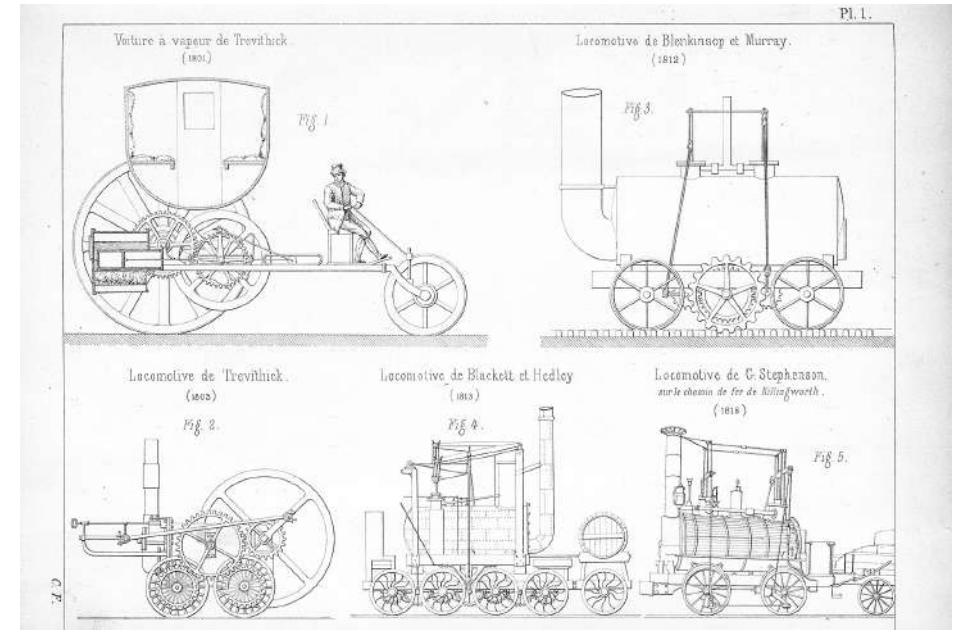 Pl. 1.
Voiture à vapeur de Trevithick.
(1801)
Fig 1
Locomotive de Blenkinsop et Murray.
(1812)
Fig 3.
Locomotive de Trevithick.
(1803)
Fig. 2.
Locomotive de Blackett et Hedley
(1813)
Fig 4.
Locomotive de G. Stephenson.
sur le chemin de fer de Killingworth.
Fig 5.
C. F.